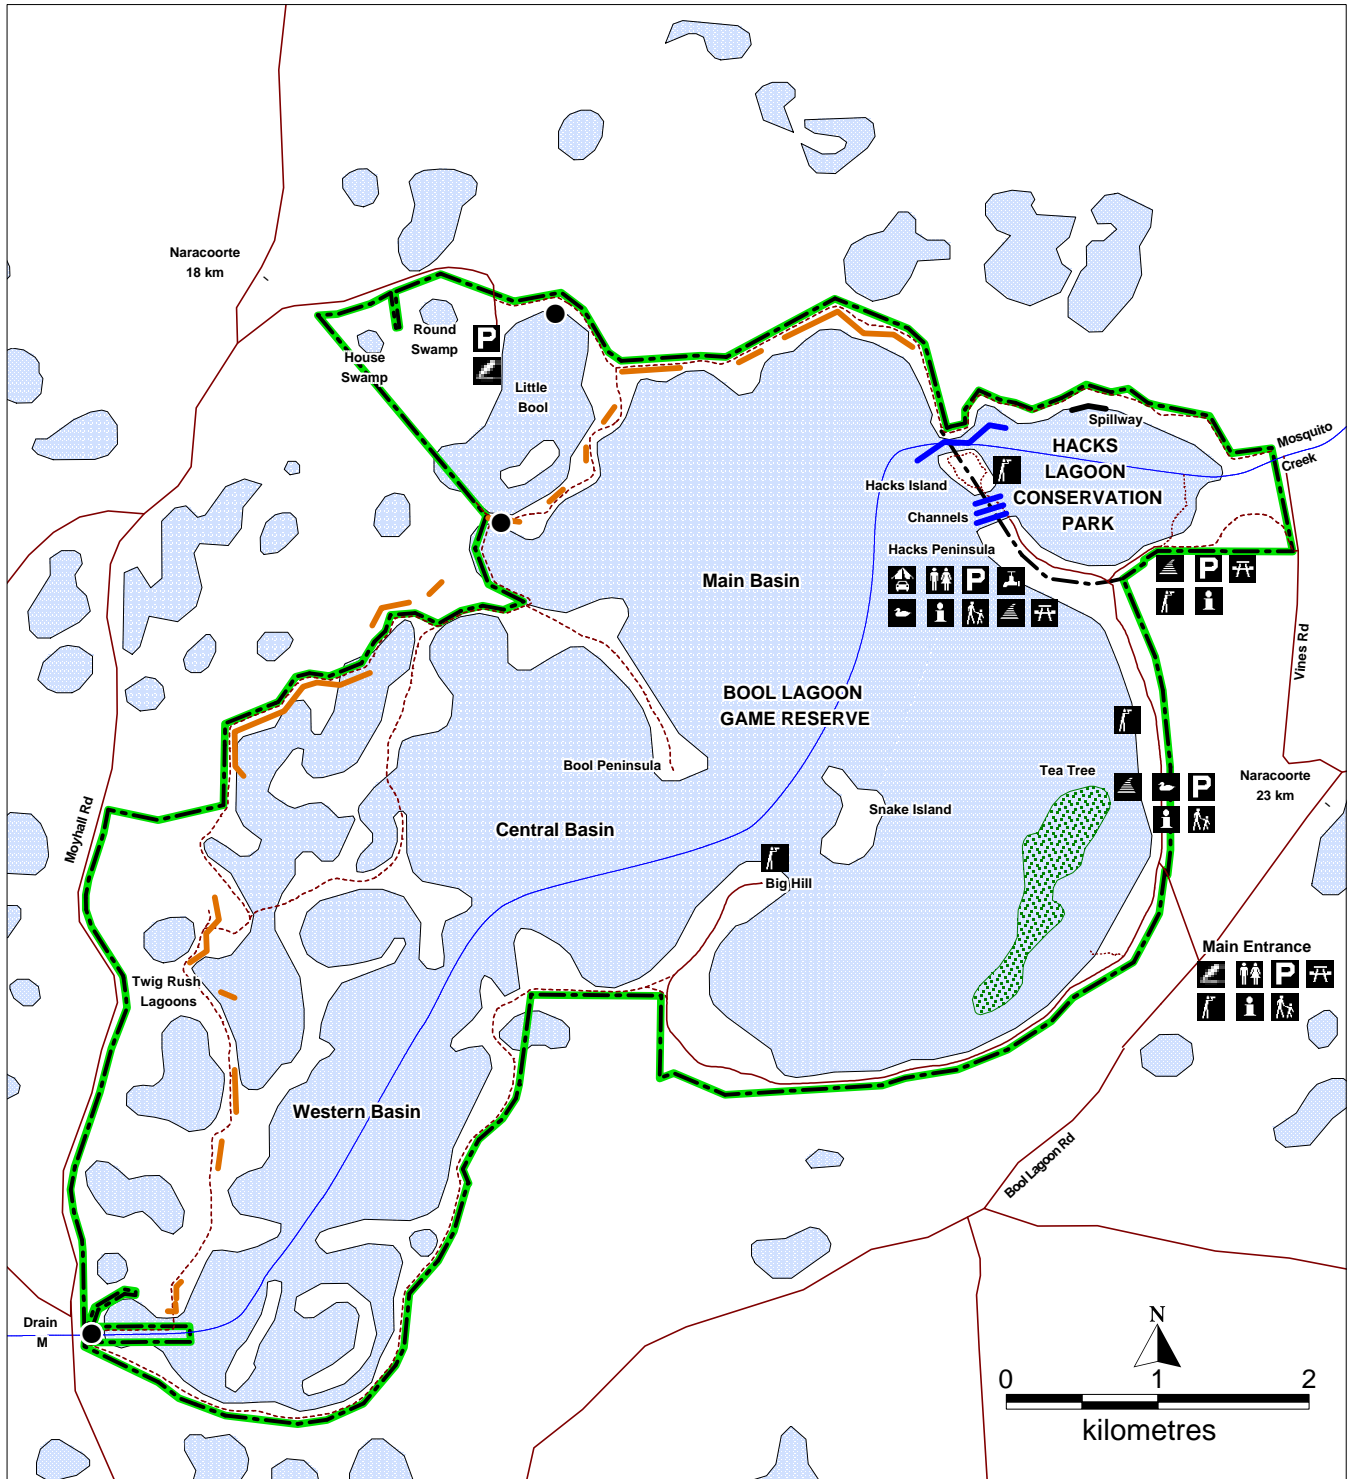 Naracoorte
18 km
Round
Swamp
P
House
Swamp
Little
Bool
Spillway
Mosquito
Creek
HACKS
LAGOON
CONSERVATION
PARK
Hacks Island
Channels
Hacks Peninsula
P
i
P
i
Main Basin
Vines Rd
BOOL LAGOON
GAME RESERVE
Bool Peninsula
Tea Tree
P
i
Naracoorte
23 km
Snake Island
Moyhall Rd
Central Basin
Big Hill
Main Entrance
P
i
Twig Rush
Lagoons
Western Basin
Bool Lagoon Rd
Drain
M
N
0 1 2
kilometres